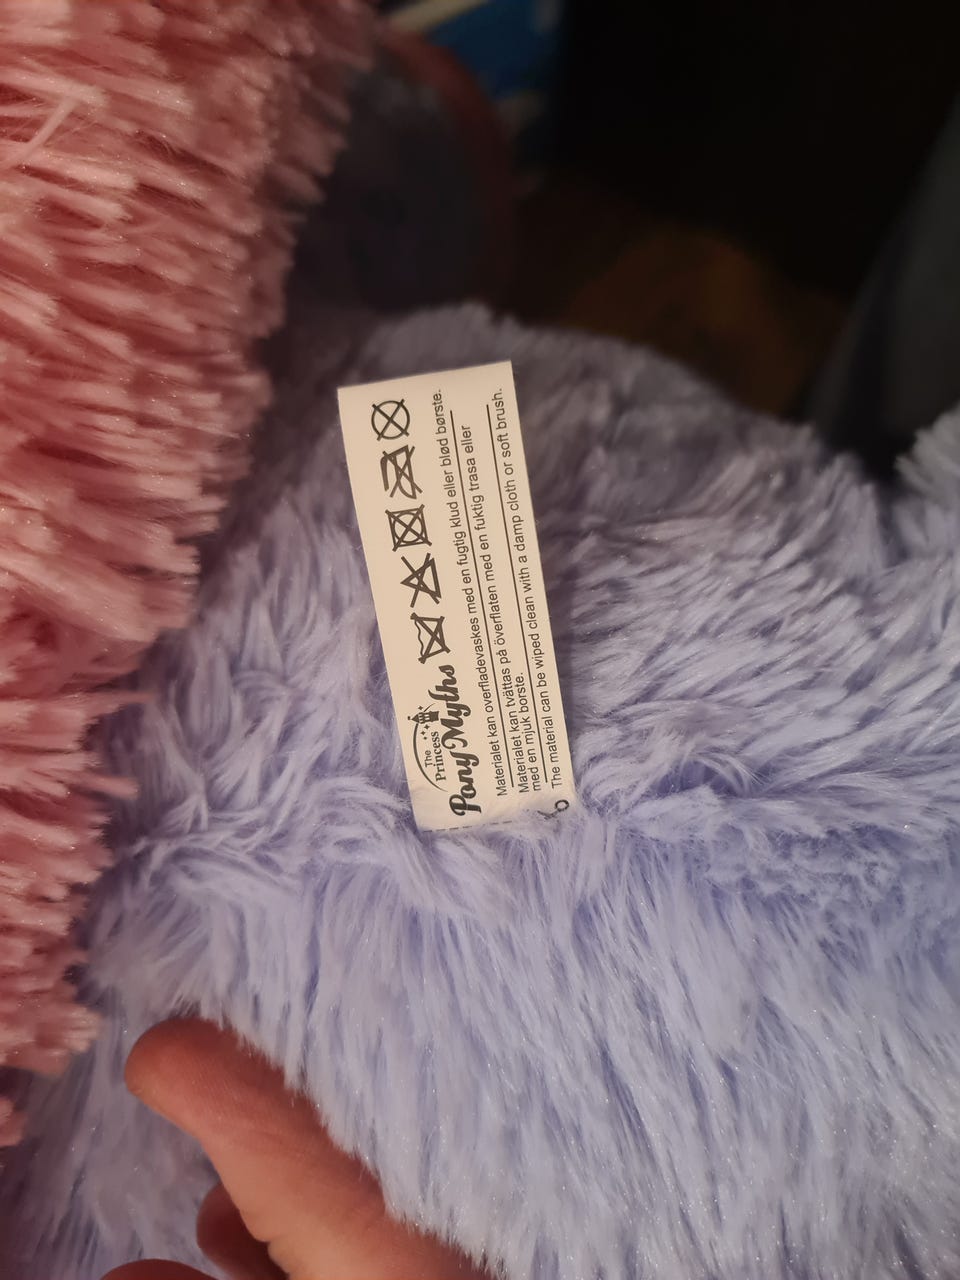 The
Princess
PonyMyths
Materialet kan overfladevaskes med en fugtig klud eller blød børste.
Materialet kan tvättas på överflaten med en fuktig trasa eller
med en mjuk borste.
The material can be wiped clean with a damp cloth or soft brush.